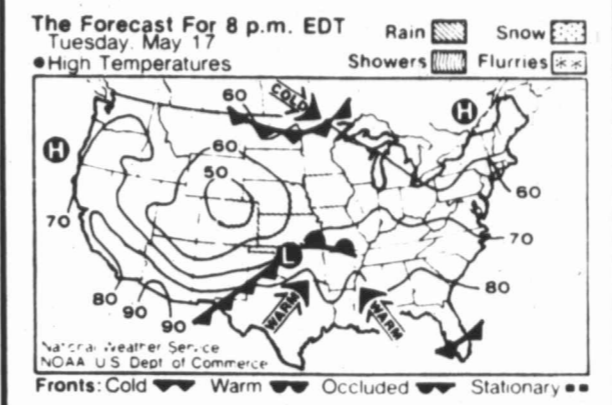 The Forecast For 8 p.m. EDT
Tuesday, May 17
High Temperatures
Rain
Snow
Showers
Flurries
60
COLD
H
H
60
50
60
70
70
L
80
80
90
90
WARM
WARM
National Weather Service
NOAA U S Dept of Commerce
Fronts: Cold Warm Occluded Stationary